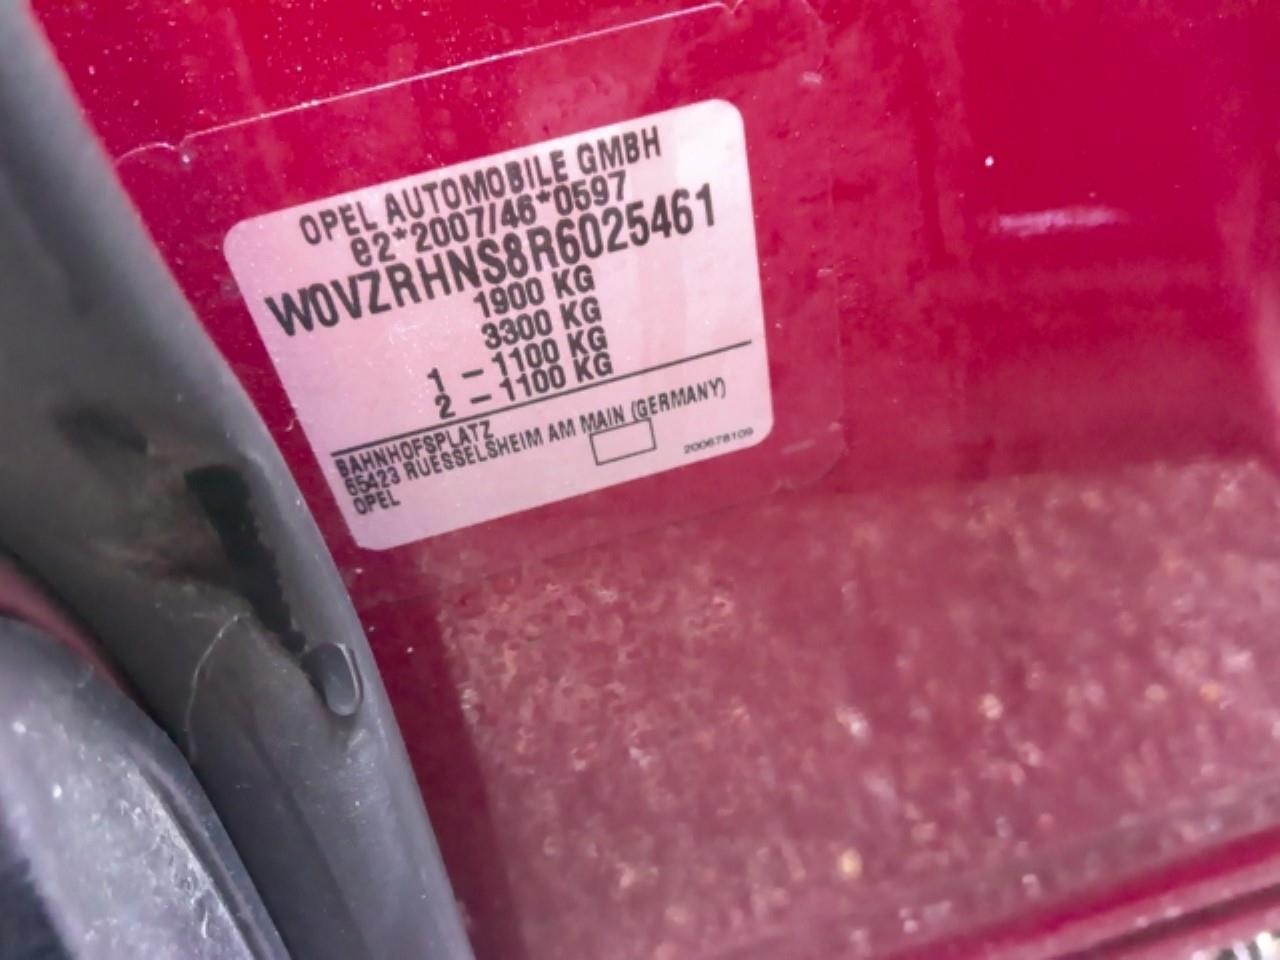 OPEL AUTOMOBILE GMBH
e2*2007/46*0597
W0VZRHNS8R6025461
1900 KG
3300 KG
1 - 1100 KG
2 - 1100 KG
BAHNHOFSPLATZ
65423 RUESSELSHEIM AM MAIN (GERMANY)
OPEL
200678109